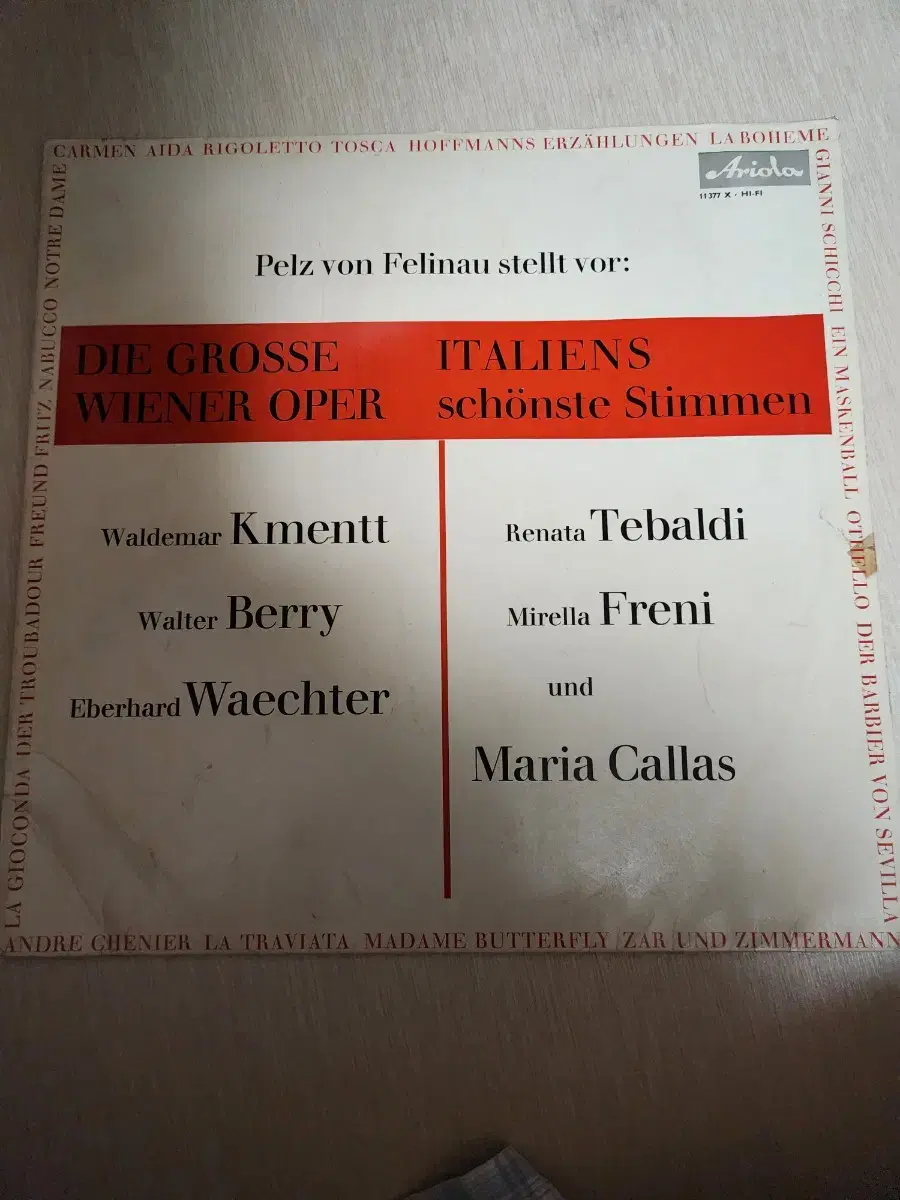 CARMEN AIDA RIGOLETTO TOSCA HOFFMANNS ERZÄHLUNGEN LA BOHEME
Ariola
11 377 X - HI-FI
Pelz von Felinau stellt vor:
DIE GROSSE
WIENER OPER
ITALIENS
schönste Stimmen
Waldemar Kmentt
Walter Berry
Eberhard Waechter
Renata Tebaldi
Mirella Freni
und
Maria Callas
GIANNI SCHICCHI EIN MASKENBALL OTHELLO DER BARBIER VON SEVILLA
LA GIOCONDA DER TROUBADOUR FREUND FRITZ NABUCCO NOTRE DAME
ANDRE CHENIER LA TRAVIATA MADAME BUTTERFLY ZAR UND ZIMMERMANN